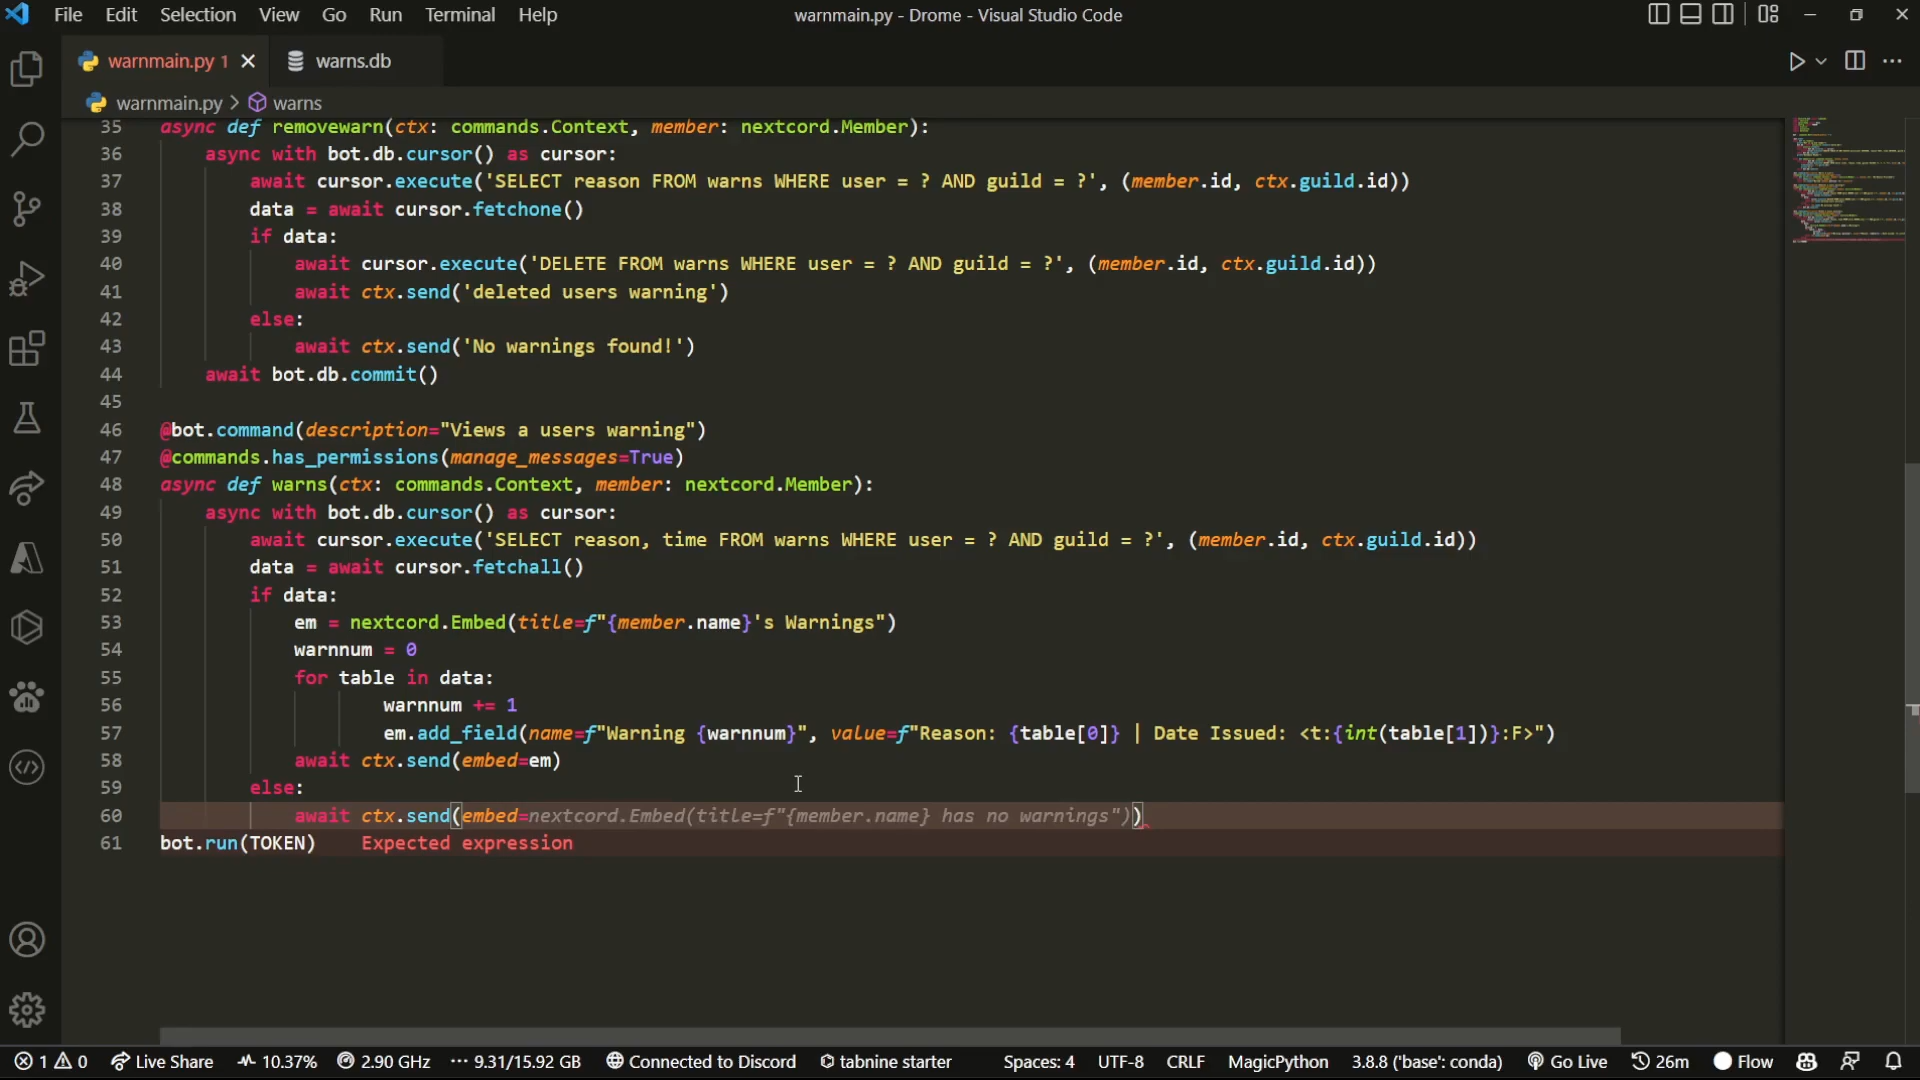 File Edit Selection View Go Run Terminal Help warnmain.py - Drome - Visual Studio Code
warnmain.py 1 warns.db
warnmain.py > warns
35 async def removewarn(ctx: commands.Context, member: nextcord.Member):
36 async with bot.db.cursor() as cursor:
37 await cursor.execute('SELECT reason FROM warns WHERE user = ? AND guild = ?', (member.id, ctx.guild.id))
38 data = await cursor.fetchone()
39 if data:
40 await cursor.execute('DELETE FROM warns WHERE user = ? AND guild = ?', (member.id, ctx.guild.id))
41 await ctx.send('deleted users warning')
42 else:
43 await ctx.send('No warnings found!')
44 await bot.db.commit()
45
46 @bot.command(description="Views a users warning")
47 @commands.has_permissions(manage_messages=True)
48 async def warns(ctx: commands.Context, member: nextcord.Member):
49 async with bot.db.cursor() as cursor:
50 await cursor.execute('SELECT reason, time FROM warns WHERE user = ? AND guild = ?', (member.id, ctx.guild.id))
51 data = await cursor.fetchall()
52 if data:
53 em = nextcord.Embed(title=f"{member.name}'s Warnings")
54 warnnum = 0
55 for table in data:
56 warnnum += 1
57 em.add_field(name=f"Warning {warnnum}", value=f"Reason: {table[0]} | Date Issued: <t:{int(table[1])}:F>")
58 await ctx.send(embed=em)
59 else:
60 await ctx.send(embed=nextcord.Embed(title=f"{member.name} has no warnings"))
61 bot.run(TOKEN) Expected expression
1 0 Live Share 10.37% 2.90 GHz 9.31/15.92 GB Connected to Discord tabnine starter Spaces: 4 UTF-8 CRLF MagicPython 3.8.8 ('base': conda) Go Live 26m Flow